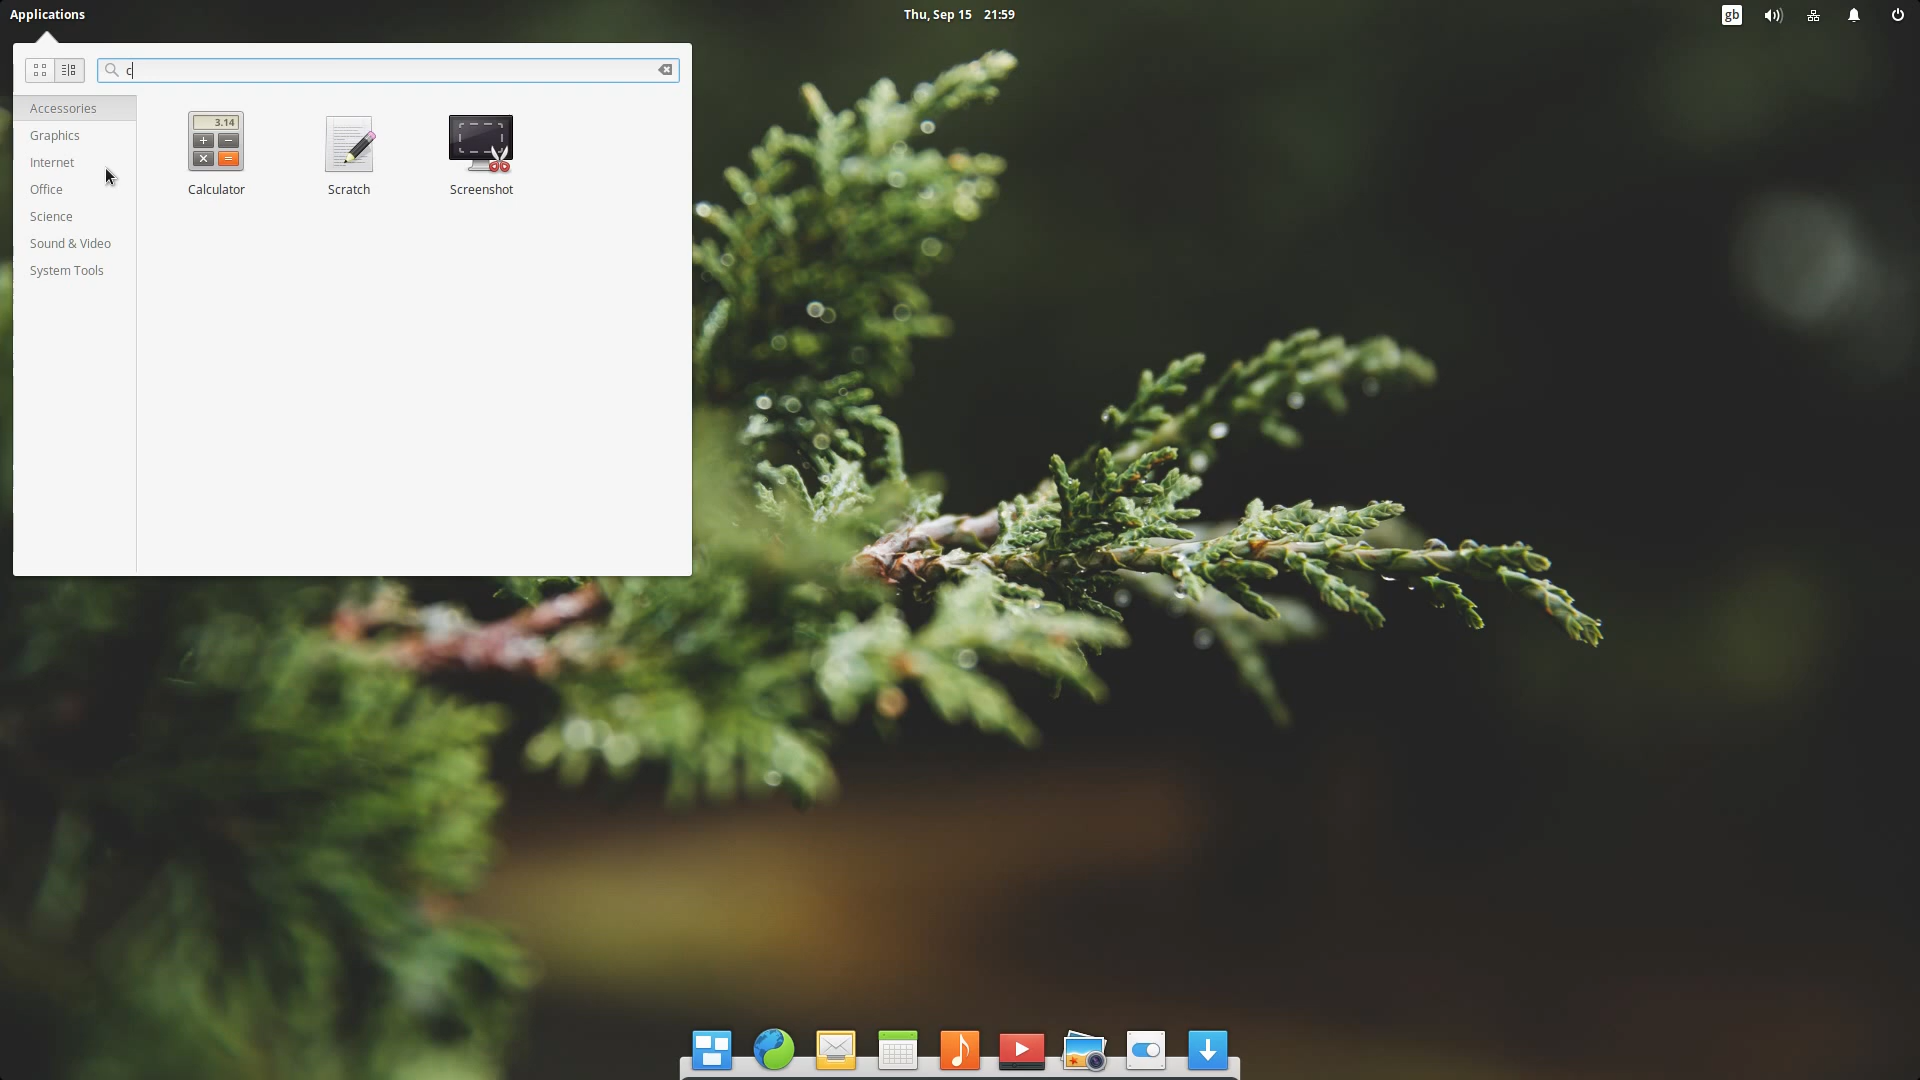 Applications
Thu, Sep 15 21:59
gb
c
Accessories
Graphics
Internet
Office
Science
Sound & Video
System Tools
3.14
Calculator
Scratch
Screenshot